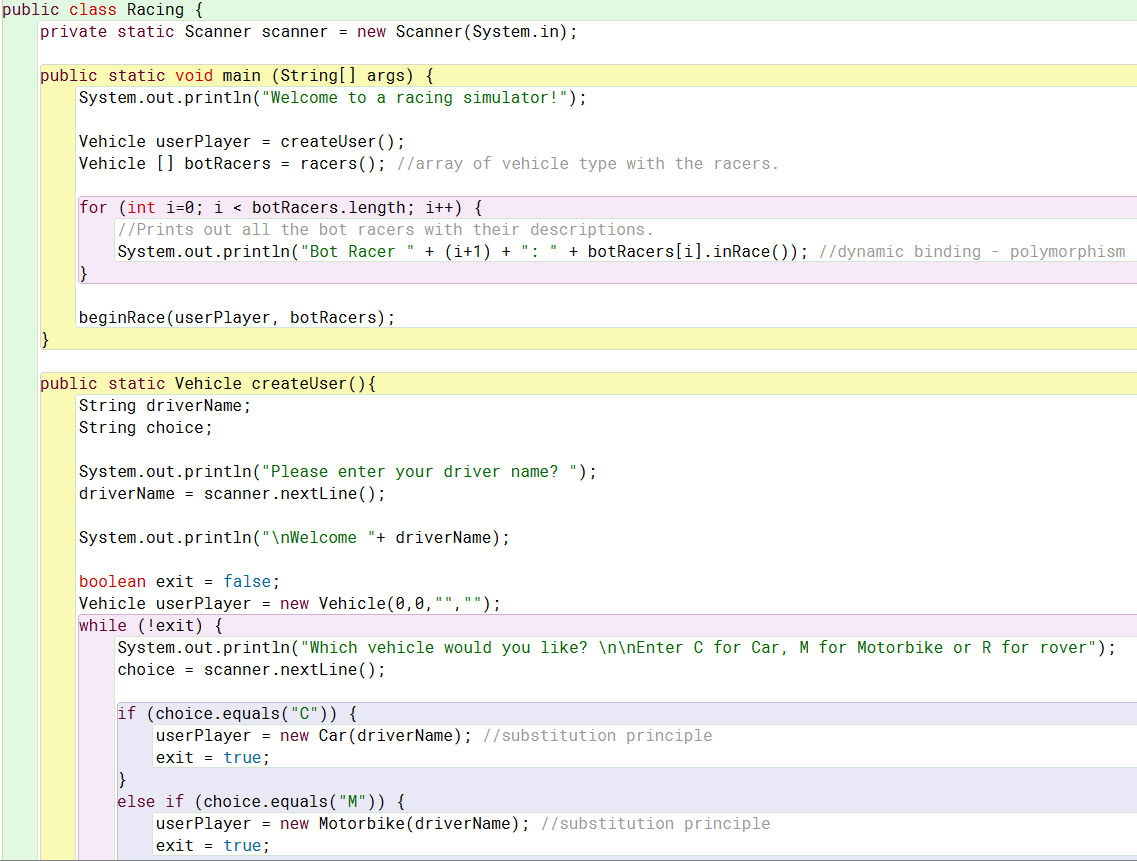 public class Racing {
private static Scanner scanner = new Scanner(System.in);
public static void main (String[] args) {
System.out.println("Welcome to a racing simulator!");
Vehicle userPlayer = createUser();
Vehicle [] botRacers = racers(); //array of vehicle type with the racers.
for (int i=0; i < botRacers.length; i++) {
//Prints out all the bot racers with their descriptions.
System.out.println("Bot Racer " + (i+1) + ": " + botRacers[i].inRace()); //dynamic binding - polymorphism
}
beginRace(userPlayer, botRacers);
}
public static Vehicle createUser(){
String driverName;
String choice;
System.out.println("Please enter your driver name? ");
driverName = scanner.nextLine();
System.out.println("\nWelcome "+ driverName);
boolean exit = false;
Vehicle userPlayer = new Vehicle(0,0,"","");
while (!exit) {
System.out.println("Which vehicle would you like? \n\nEnter C for Car, M for Motorbike or R for rover");
choice = scanner.nextLine();
if (choice.equals("C")) {
userPlayer = new Car(driverName); //substitution principle
exit = true;
}
else if (choice.equals("M")) {
userPlayer = new Motorbike(driverName); //substitution principle
exit = true;